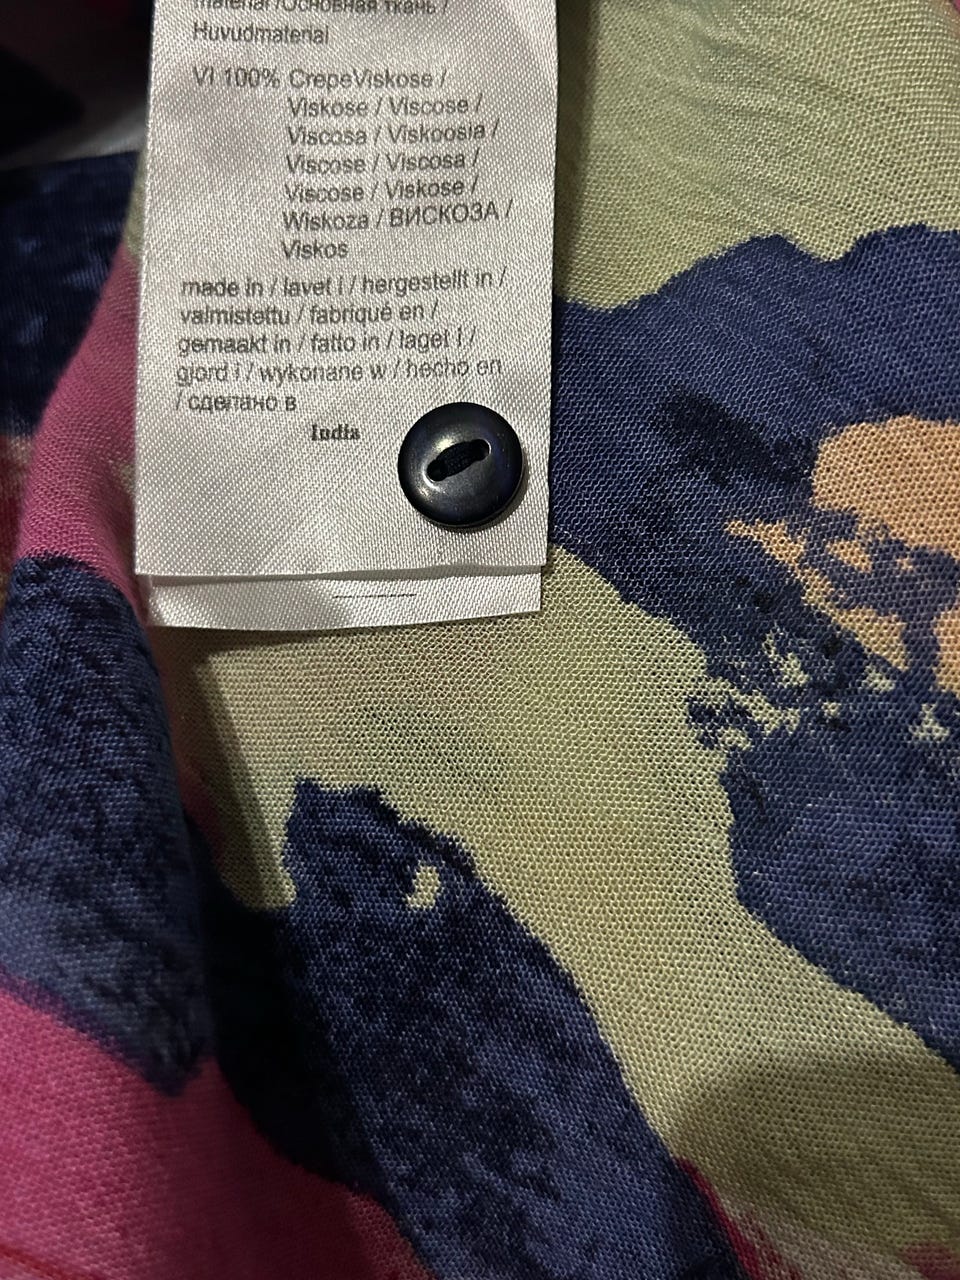 material /Основная ткань /
Huvudmaterial
VI 100% CrepeViskose /
Viskose / Viscose /
Viscosa / Viskoosia /
Viscose / Viscosa /
Viscose / Viskose /
Wiskoza / ВИСКОЗА /
Viskos
made in / lavet i / hergestellt in /
valmistettu / fabriqué en /
gemaakt in / fatto in / laget i /
gjord i / wykonane w / hecho en
/ сделано в
India